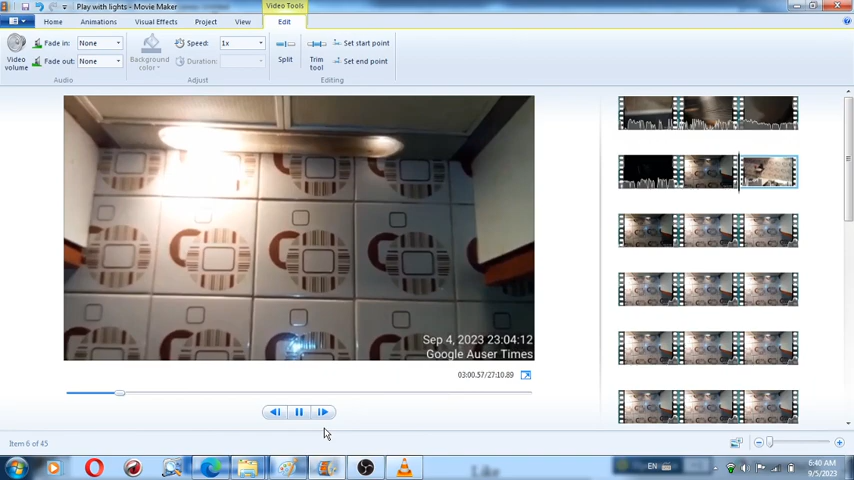 Play with lights - Movie Maker
Video Tools
Home
Animations
Visual Effects
Project
View
Edit
Video volume
Fade in: None
Fade out: None
Audio
Background color
Speed: 1x
Duration:
Adjust
Split
Trim tool
Set start point
Set end point
Editing
Sep 4, 2023 23:04:12
Google Auser Times
03:00.57/27:10.89
Item 6 of 45
Like
EN
6:40 AM
9/5/2023